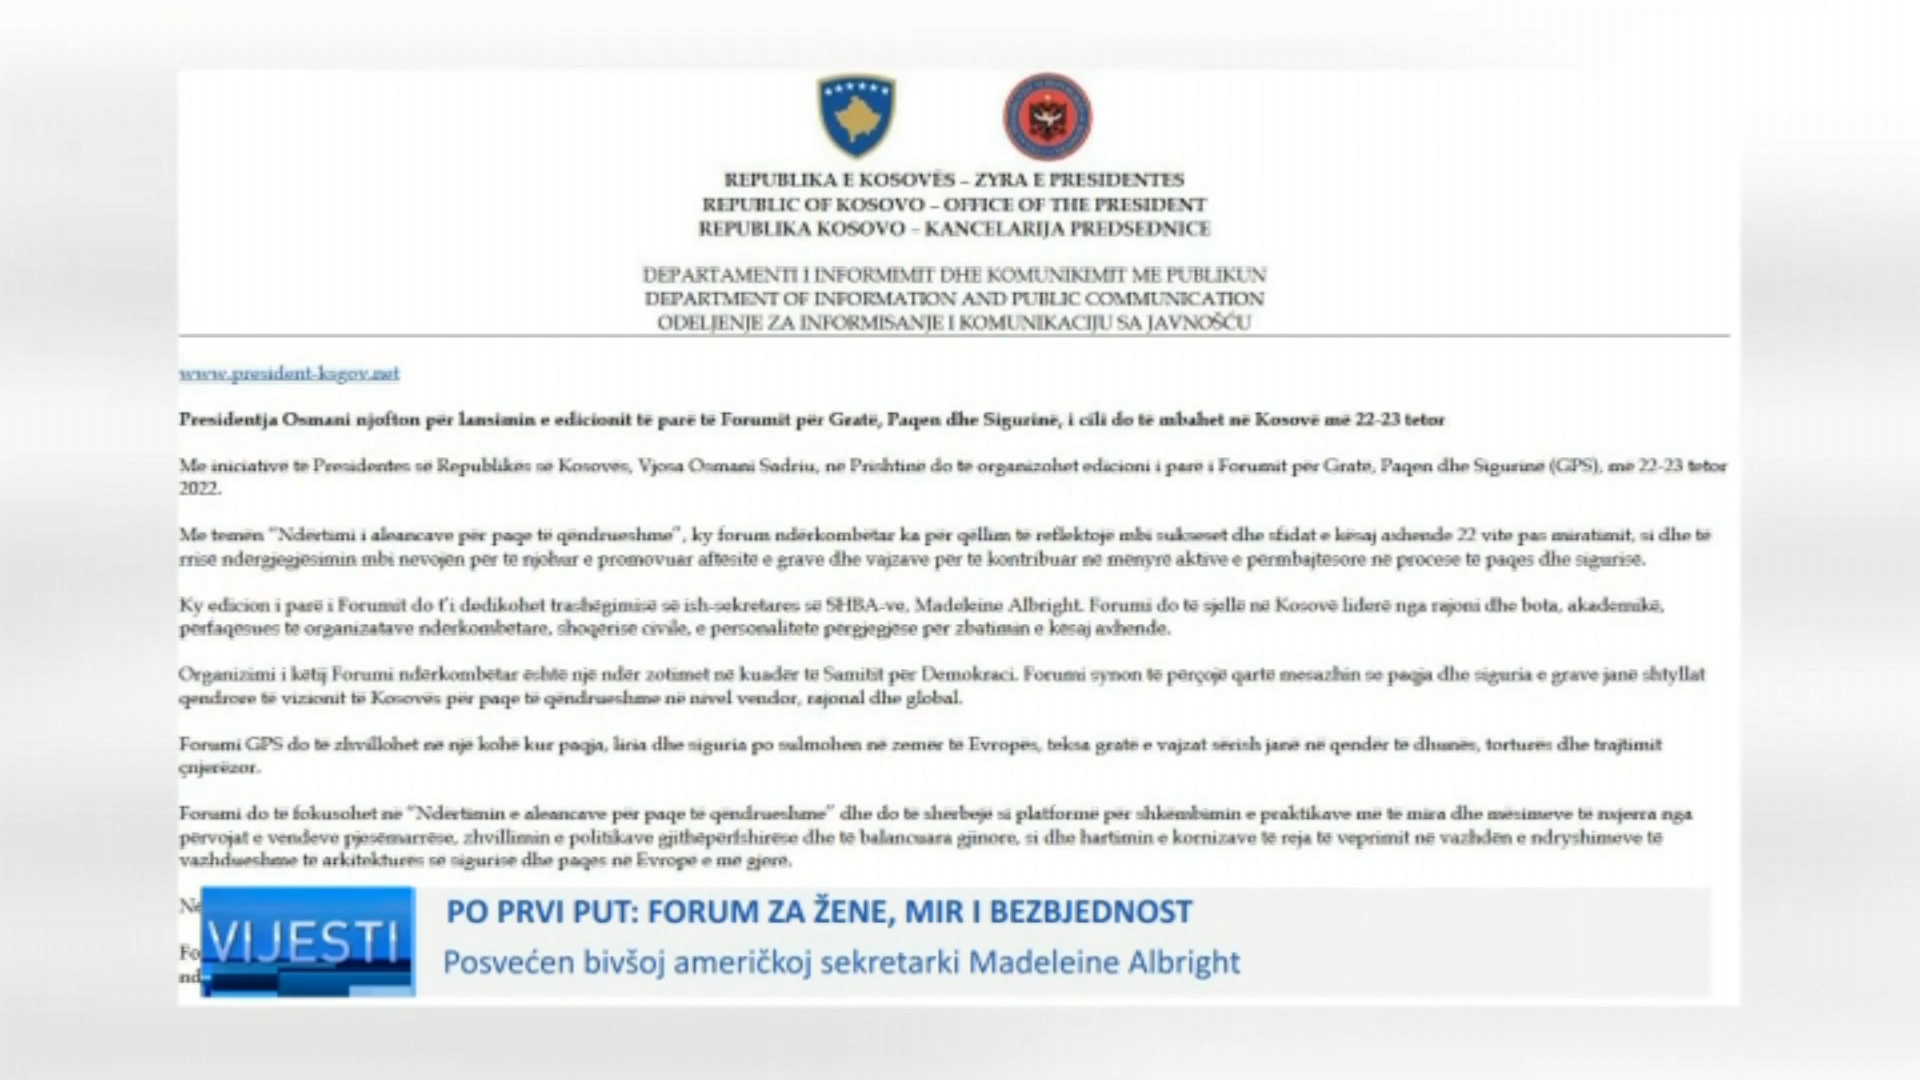 REPUBLIKA E KOSOVËS – ZYRA E PRESIDENTES
REPUBLIC OF KOSOVO – OFFICE OF THE PRESIDENT
REPUBLIKA KOSOVO – KANCELARIJA PREDSEDNICE
DEPARTAMENTI I INFORMIMIT DHE KOMUNIKIMIT ME PUBLIKUN
DEPARTMENT OF INFORMATION AND PUBLIC COMMUNICATION
ODELJENJE ZA INFORMISANJE I KOMUNIKACIJU SA JAVNOŠĆU
www.president-ksgov.net
Presidentja Osmani njofton për lansimin e edicionit të parë të Forumit për Gratë, Paqen dhe Sigurinë, i cili do të mbahet në Kosovë më 22-23 tetor
Me iniciativë të Presidentes së Republikës së Kosovës, Vjosa Osmani Sadriu, në Prishtinë do të organizohet edicioni i parë i Forumit për Gratë, Paqen dhe Sigurinë (GPS), më 22-23 tetor
2022.
Me temën “Ndërtimi i aleancave për paqe të qëndrueshme”, ky forum ndërkombëtar ka për qëllim të reflektojë mbi sukseset dhe sfidat e kësaj axhende 22 vite pas miratimit, si dhe të
rrisë ndërgjegjësimin mbi nevojën për të njohur e promovuar aftësitë e grave dhe vajzave për të kontribuar në mënyrë aktive e përmbajtësore në procese të paqes dhe sigurisë.
Ky edicion i parë i Forumit do t’i dedikohet trashëgimisë së ish-sekretares së SHBA-ve, Madeleine Albright. Forumi do të sjellë në Kosovë liderë nga rajoni dhe bota, akademikë,
përfaqësues të organizatave ndërkombëtare, shoqërisë civile, e personalitete përgjegjëse për zbatimin e kësaj axhende.
Organizimi i këtij Forumi ndërkombëtar është një ndër zotimet në kuadër të Samitit për Demokraci. Forumi synon të përçojë qartë mesazhin se paqja dhe siguria e grave janë shtyllat
qendrore të vizionit të Kosovës për paqe të qëndrueshme në nivel vendor, rajonal dhe global.
Forumi GPS do të zhvillohet në një kohë kur paqja, liria dhe siguria po sulmohen në zemër të Evropës, teksa gratë e vajzat sërish janë në qendër të dhunës, torturës dhe trajtimit
çnjerëzor.
Forumi do të fokusohet në “Ndërtimin e aleancave për paqe të qëndrueshme” dhe do të shërbejë si platformë për shkëmbimin e praktikave më të mira dhe mësimeve të nxjerra nga
përvojat e vendeve pjesëmarrëse, zhvillimin e politikave gjithëpërfshirëse dhe të balancuara gjinore, si dhe hartimin e kornizave të reja të veprimit në vazhdën e ndryshimeve të
vazhdueshme të arkitekturës së sigurisë dhe paqes në Evropë e më gjerë.
VIJESTI
PO PRVI PUT: FORUM ZA ŽENE, MIR I BEZBJEDNOST
Posvećen bivšoj američkoj sekretarki Madeleine Albright